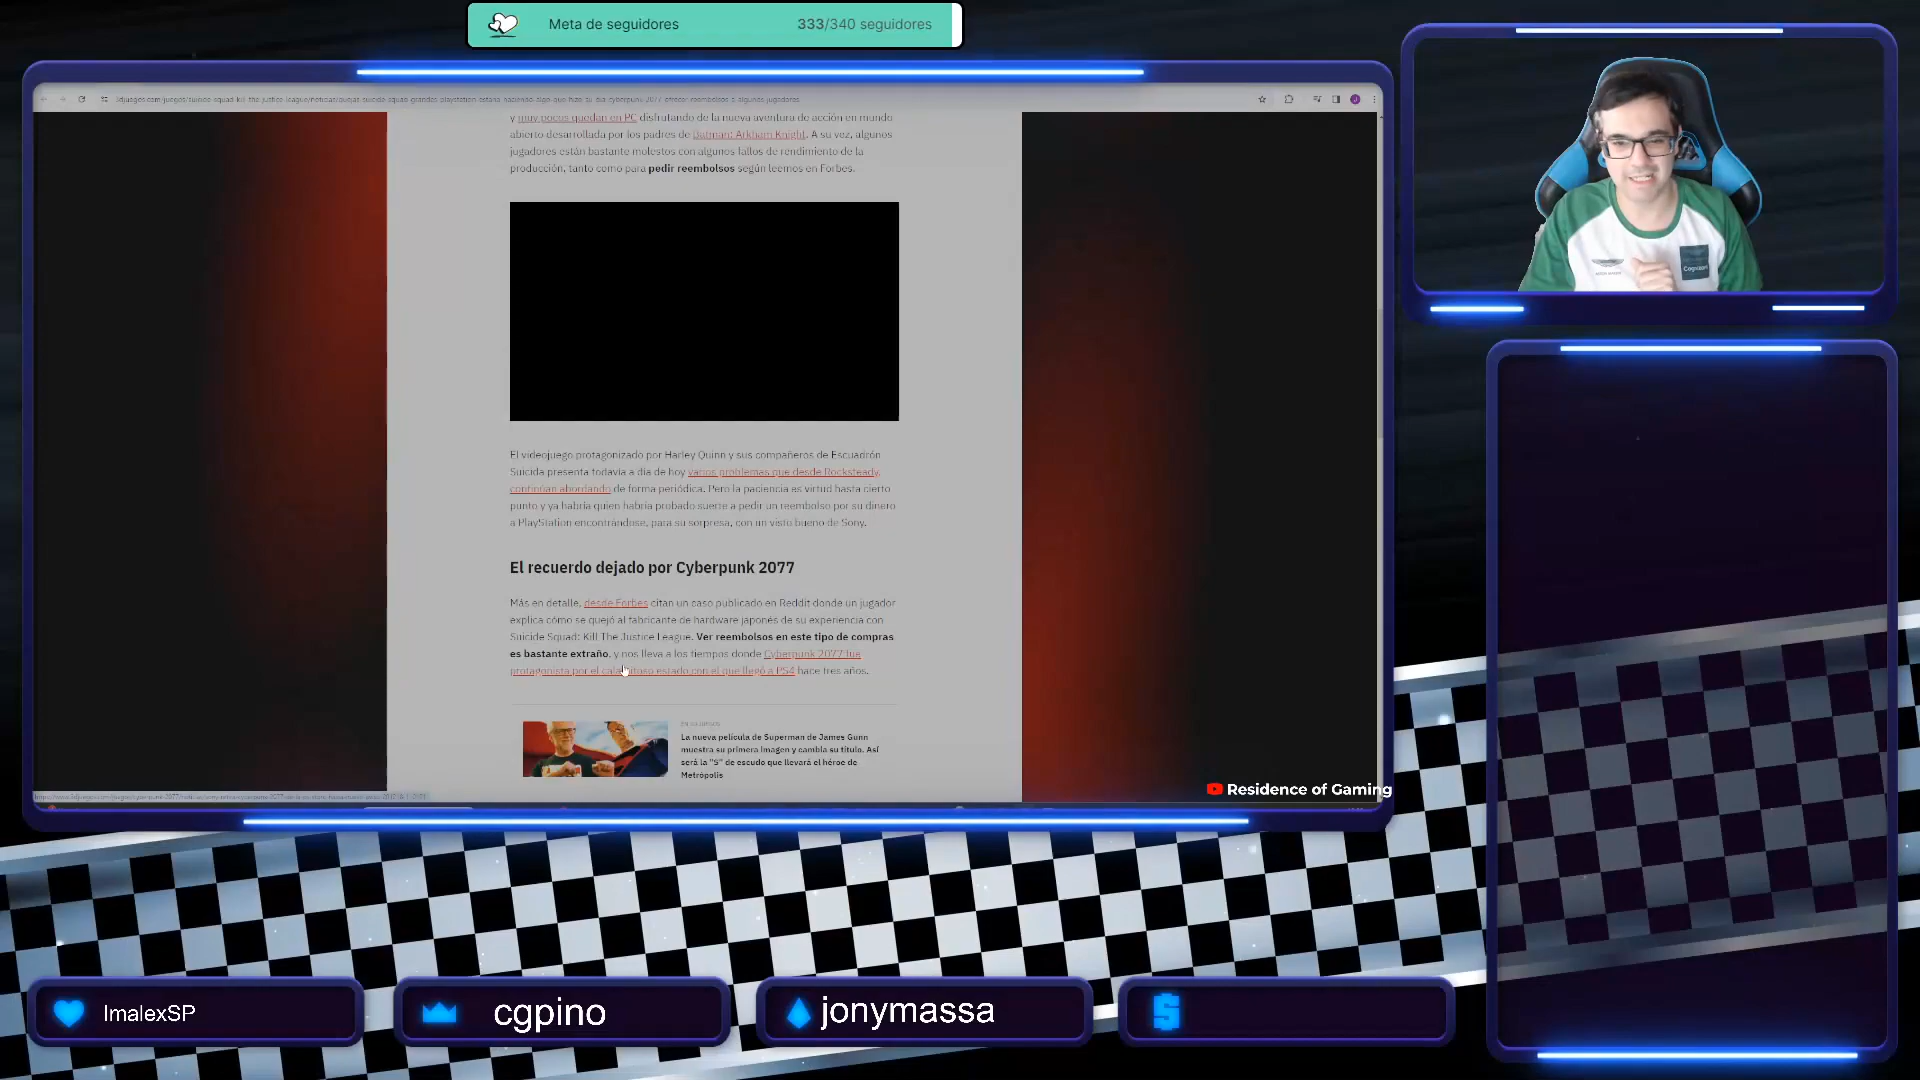 Meta de seguidores 333/340 seguidores
y muy pocos quedan en PC disfrutando de la nueva aventura de acción en mundo
abierto desarrollada por los padres de Batman: Arkham Knight. A su vez, algunos
jugadores están bastante molestos con algunos fallos de rendimiento de la
producción, tanto como para pedir reembolsos según leemos en Forbes.
El videojuego protagonizado por Harley Quinn y sus compañeros de Escuadrón
Suicida presenta todavía a día de hoy varios problemas que desde Rocksteady
continúan abordando de forma periódica. Pero la paciencia es virtud hasta cierto
punto y ya habría quien habría probado suerte a pedir un reembolso por su dinero
a PlayStation encontrándose, para su sorpresa, con un visto bueno de Sony.
El recuerdo dejado por Cyberpunk 2077
Más en detalle, desde Forbes citan un caso publicado en Reddit donde un jugador
explica cómo se quejó al fabricante de hardware japonés de su experiencia con
Suicide Squad: Kill The Justice League. Ver reembolsos en este tipo de compras
es bastante extraño, y nos lleva a los tiempos donde Cyberpunk 2077 fue
protagonista por el calamitoso estado con el que llegó a PS4 hace tres años.
La nueva película de Superman de James Gunn
muestra su primera imagen y cambia su título. Así
será la "S" de escudo que llevará el héroe de
Metrópolis
Residence of Gaming
Cognizant
ImalexSP
cgpino
jonymassa